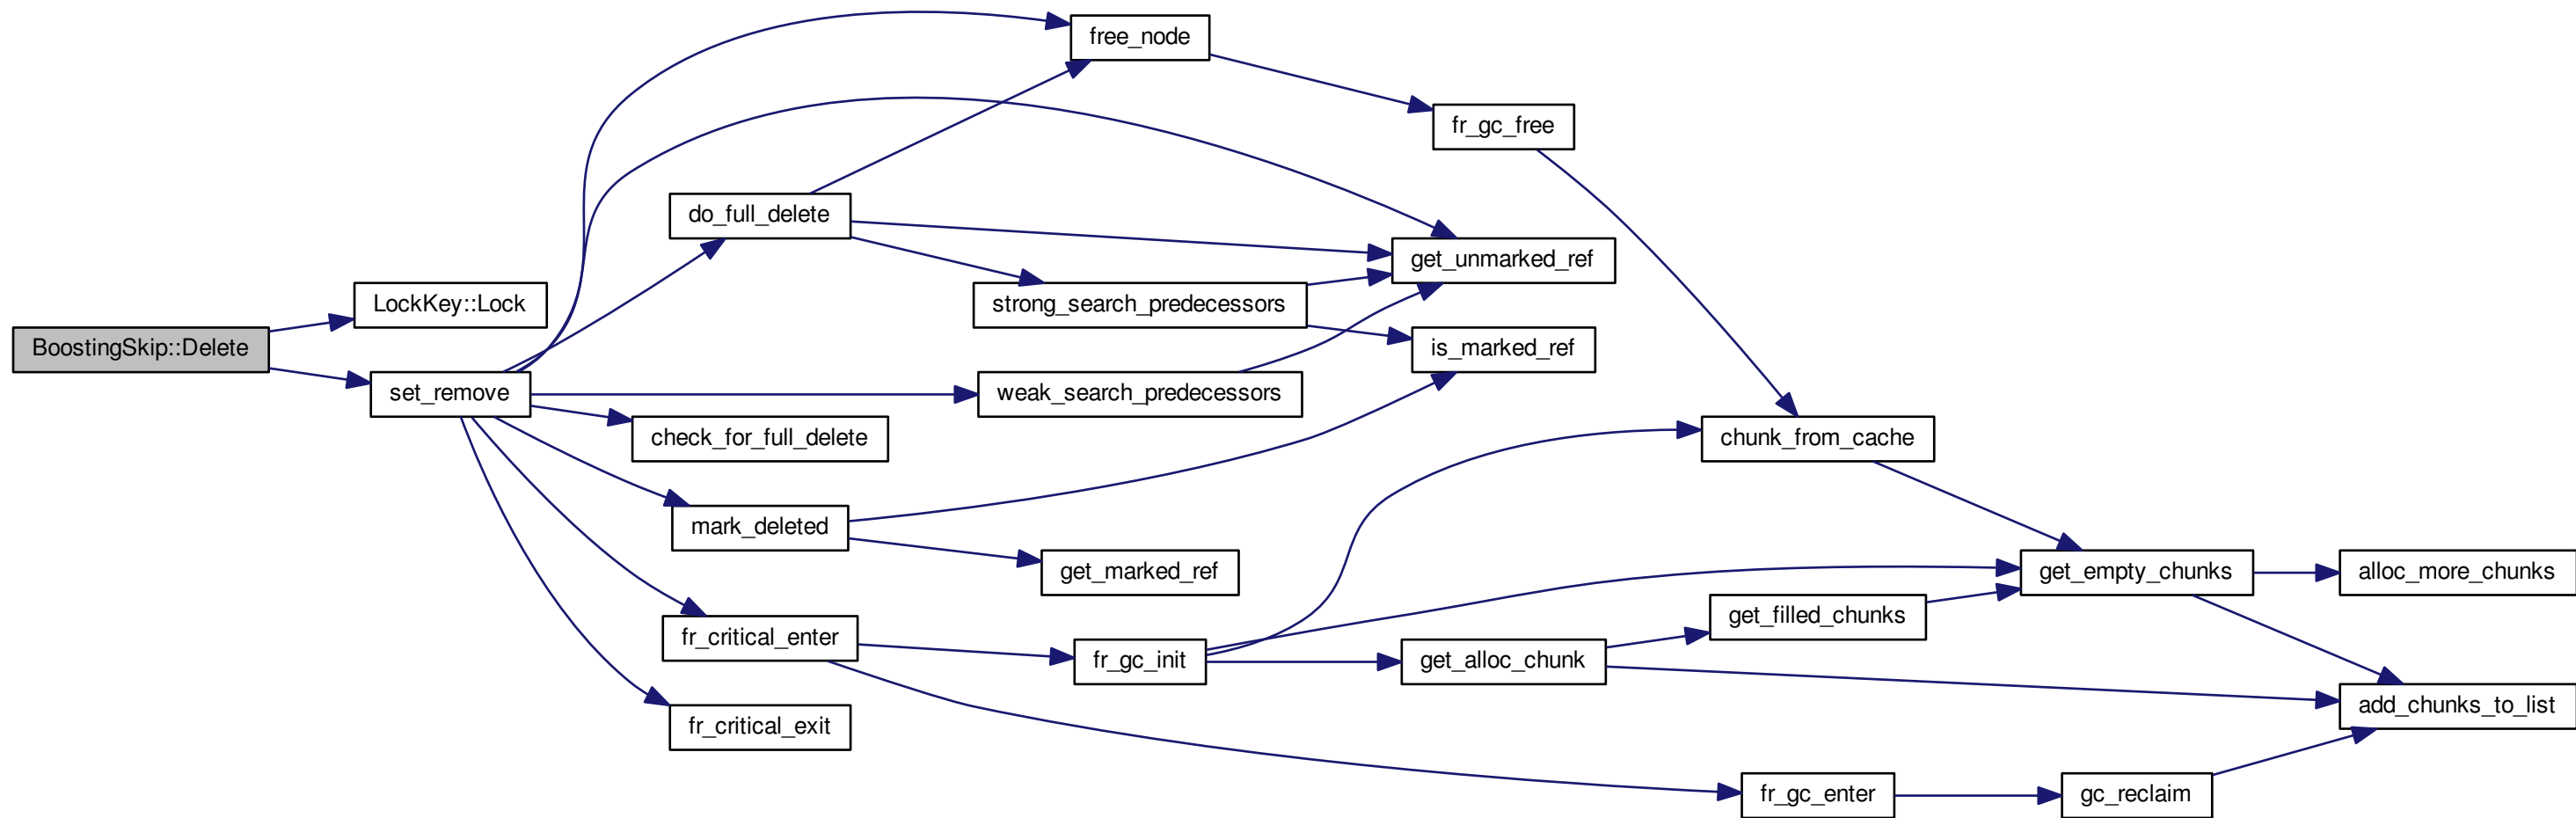 free_node
fr_gc_free
do_full_delete
get_unmarked_ref
LockKey::Lock
strong_search_predecessors
BoostingSkip::Delete
is_marked_ref
set_remove
weak_search_predecessors
check_for_full_delete
chunk_from_cache
mark_deleted
get_marked_ref
get_empty_chunks
alloc_more_chunks
get_filled_chunks
fr_critical_enter
fr_gc_init
get_alloc_chunk
fr_critical_exit
add_chunks_to_list
fr_gc_enter
gc_reclaim